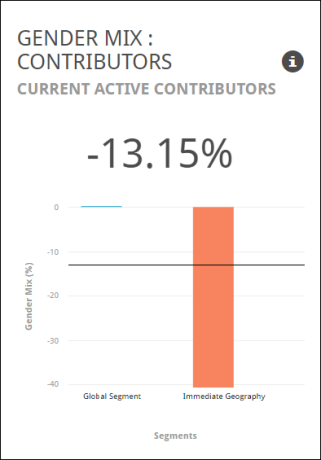 GENDER MIX :
CONTRIBUTORS
i
CURRENT ACTIVE CONTRIBUTORS
-13.15%
0
-10
-20
-30
-40
Gender Mix (%)
Global Segment Immediate Geography
Segments